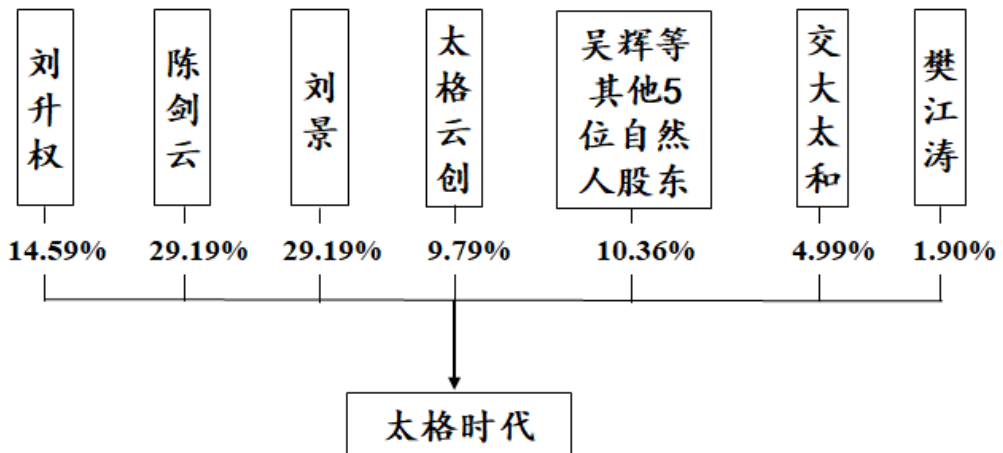 刘升权
陈剑云
刘景
太格云创
吴辉等
其他5
位自然
人股东
交大太和
樊江涛
14.59%
29.19%
29.19%
9.79%
10.36%
4.99%
1.90%
太格时代